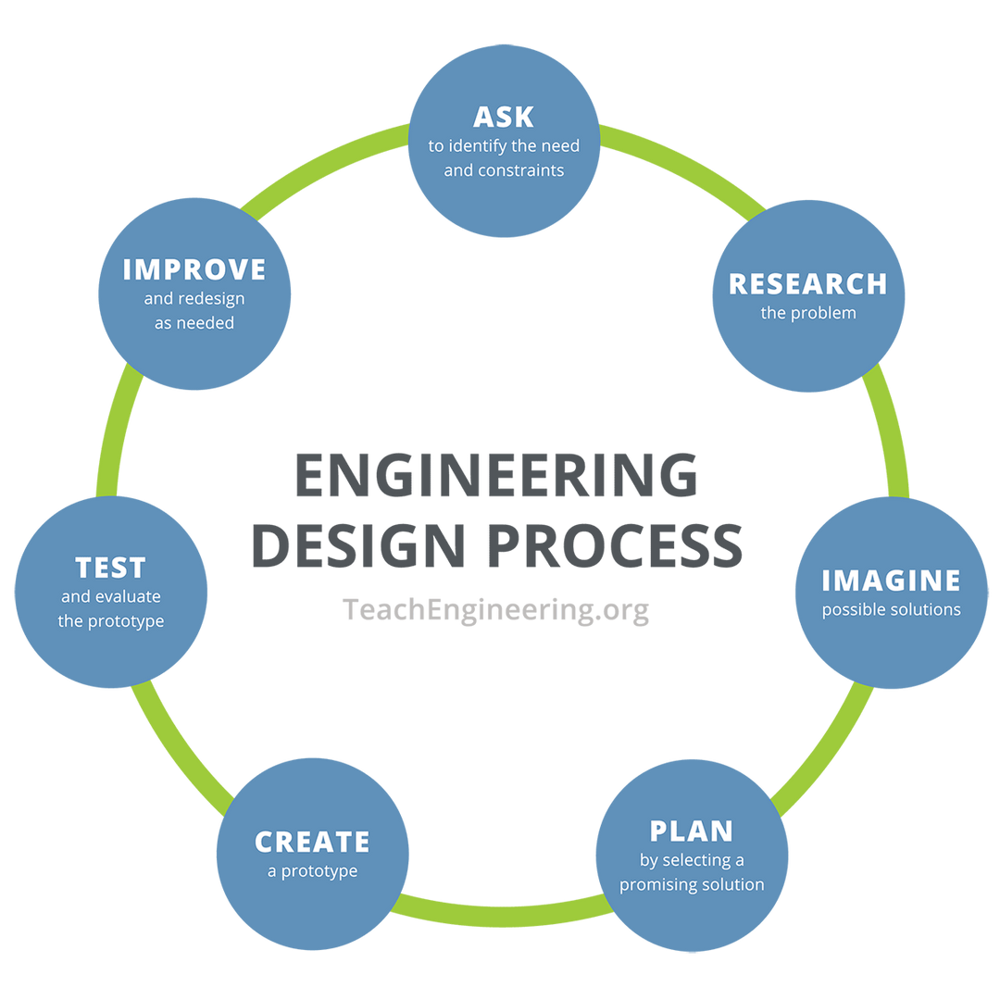 ASK
to identify the need
and constraints
RESEARCH
the problem
IMAGINE
possible solutions
PLAN
by selecting a
promising solution
CREATE
a prototype
TEST
and evaluate
the prototype
IMPROVE
and redesign
as needed
ENGINEERING
DESIGN PROCESS
TeachEngineering.org